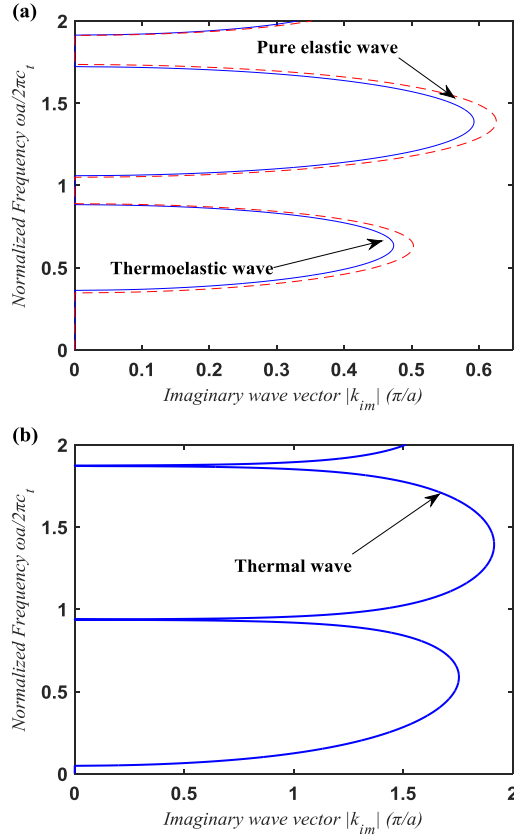 (a)
2
1.5
1
0.5
0
Normalized Frequency ωa/2πc_t
Pure elastic wave
Thermoelastic wave
0 0.1 0.2 0.3 0.4 0.5 0.6
Imaginary wave vector |k_im| (π/a)
(b)
2
1.5
1
0.5
0
Normalized Frequency ωa/2πc_t
Thermal wave
0 0.5 1 1.5 2
Imaginary wave vector |k_im| (π/a)